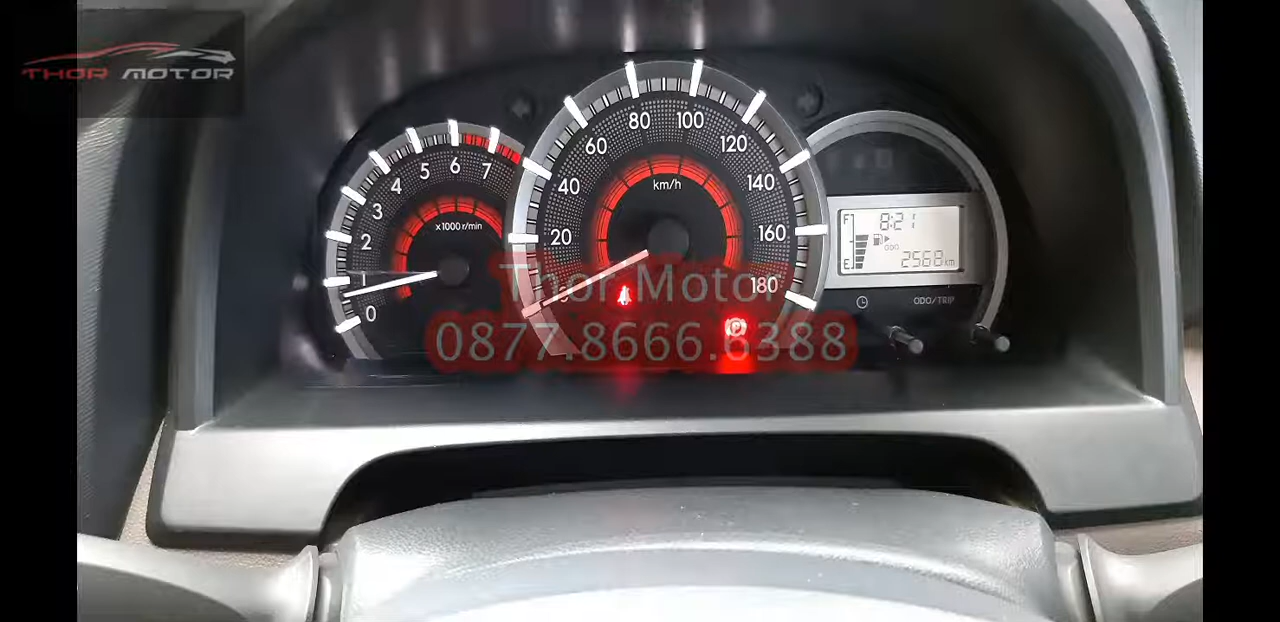 THOR MOTOR
0 1 2 3 4 5 6 7
x1000 r/min
20 40 60 80 100 120 140 160 180
km/h
F
E
8:21
ODO
2568 km
ODO/TRIP
P
Thor Motor
0877.8666.6388